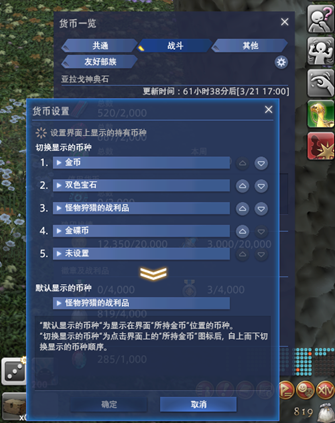 货币一览
共通
战斗
其他
友好部族
亚拉戈神典石
更新时间：61小时38分后[3/21 17:00]
520/2,000
货币设置
设置界面上显示的持有币种
切换显示的币种
1. 金币
2. 双色宝石
3. 怪物狩猎的战利品
4. 金碟币
12,350/20,000
3,000/20,000
5. 未设置
0/4,000
3/4,000
默认显示的币种
怪物狩猎的战利品
819/4,000
“默认显示的币种”为显示在界面“所持金币”位置的币种。
“切换显示的币种”为点击界面上的“所持金币”图标后，自上而下切换显示的币种顺序。
285/1,000
确定
取消
XIV
819